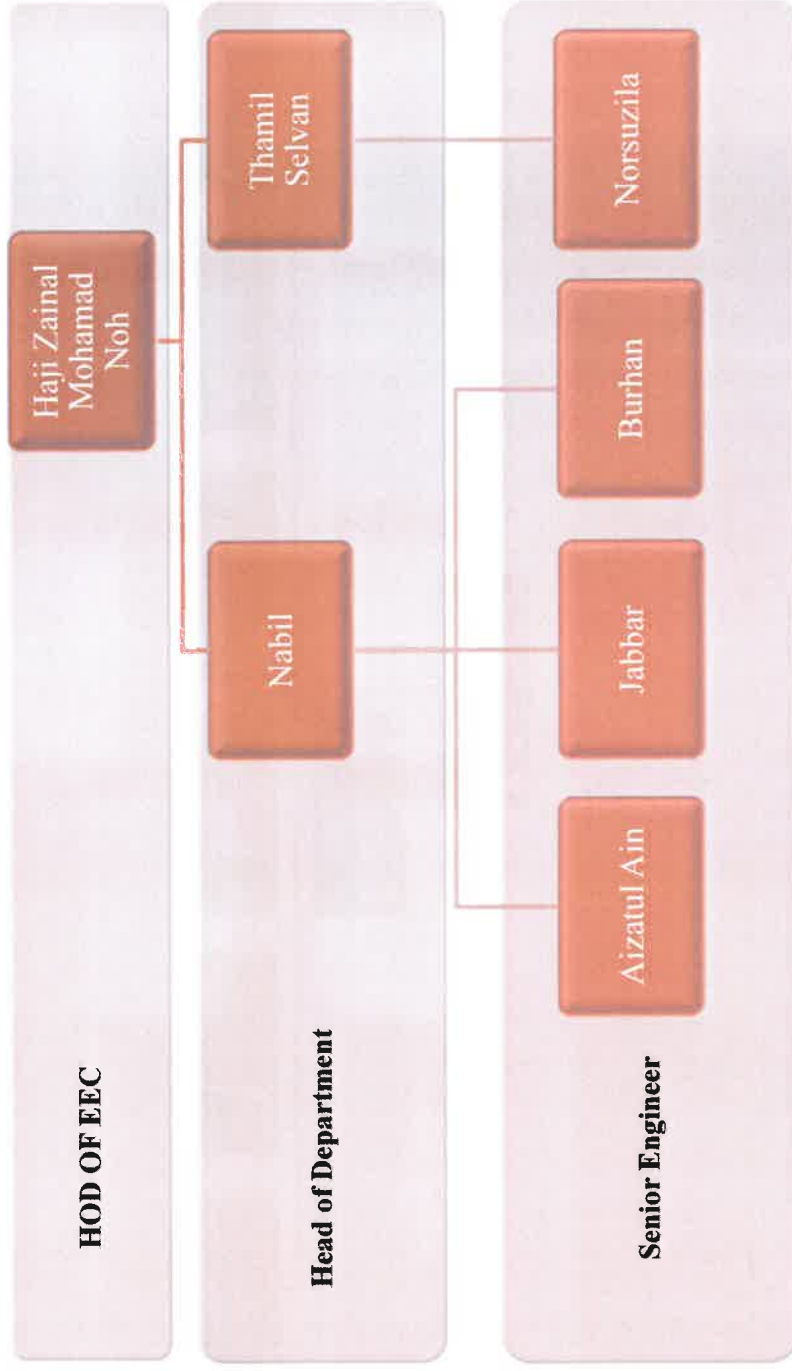 HOD OF EEC
Haji Zainal
Mohamad
Noh
Head of Department
Nabil
Thamil
Selvan
Senior Engineer
Aizatul Ain
Jabbar
Burhan
Norsuzila